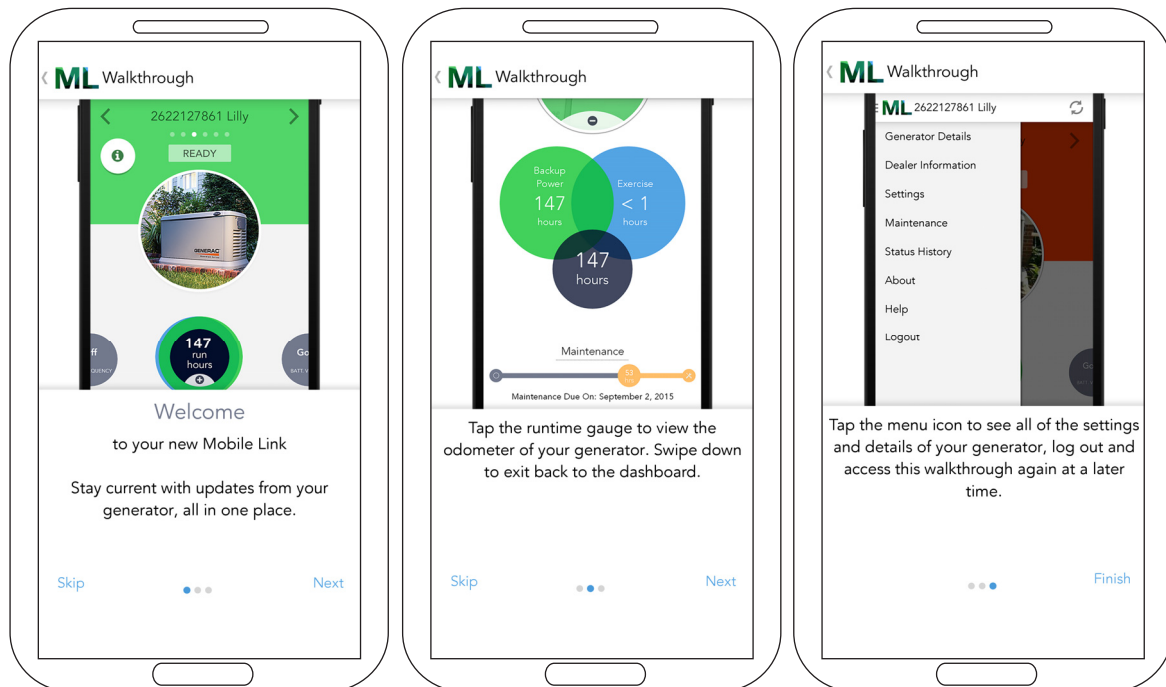 ML Walkthrough
2622127861 Lilly
READY
GENERAC
ff
QUENCY
147
run
hours
Go
BATT. V
Welcome
to your new Mobile Link
Stay current with updates from your
generator, all in one place.
Skip
Next
ML Walkthrough
Backup
Power
147
hours
Exercise
< 1
hours
147
hours
Maintenance
53
Maintenance Due On: September 2, 2015
Tap the runtime gauge to view the
odometer of your generator. Swipe down
to exit back to the dashboard.
Skip
Next
ML Walkthrough
ML 2622127861 Lilly
Generator Details
Dealer Information
Settings
Maintenance
Status History
About
Help
Logout
Go
Tap the menu icon to see all of the settings
and details of your generator, log out and
access this walkthrough again at a later
time.
Finish